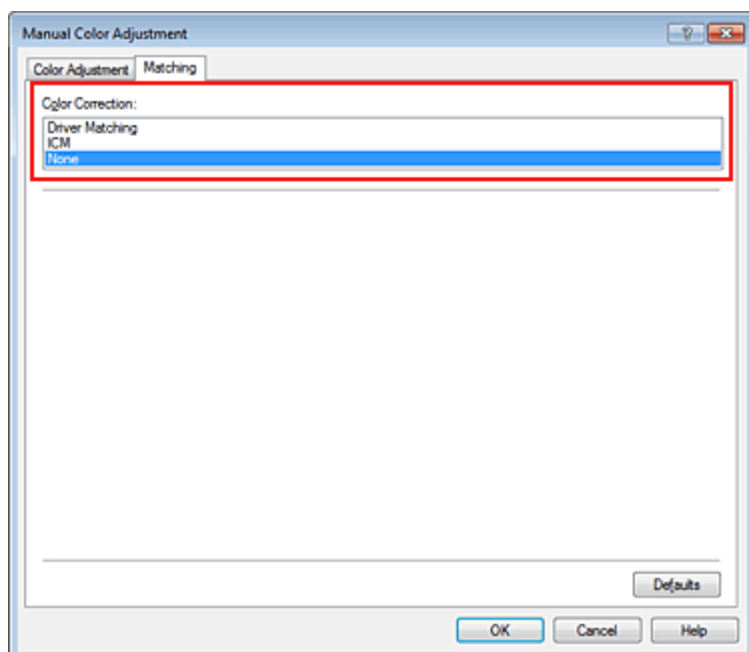 Manual Color Adjustment
Color Adjustment Matching
Color Correction:
Driver Matching
ICM
None
Defaults
OK Cancel Help